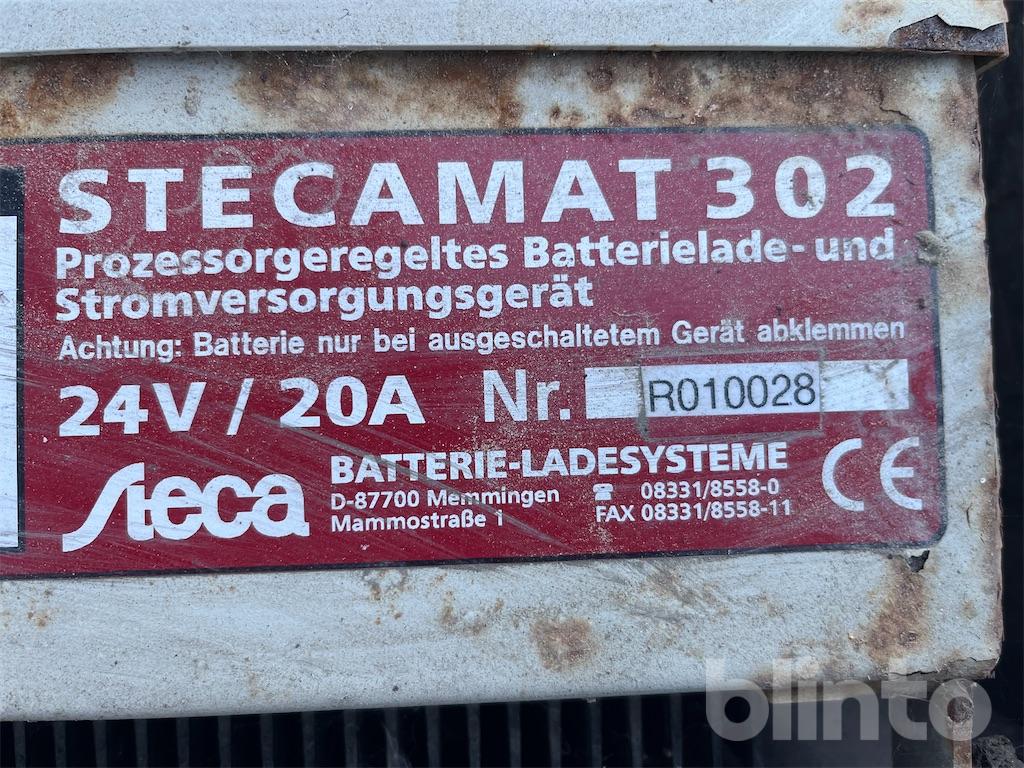 STECAMAT 302
Prozessorgeregeltes Batterielade- und
Stromversorgungsgerät
Achtung: Batterie nur bei ausgeschaltetem Gerät abklemmen
24V / 20A Nr. R010028
Steca BATTERIE-LADESYSTEME CE
D-87700 Memmingen ☎ 08331/8558-0
Mammostraße 1 FAX 08331/8558-11
blinto